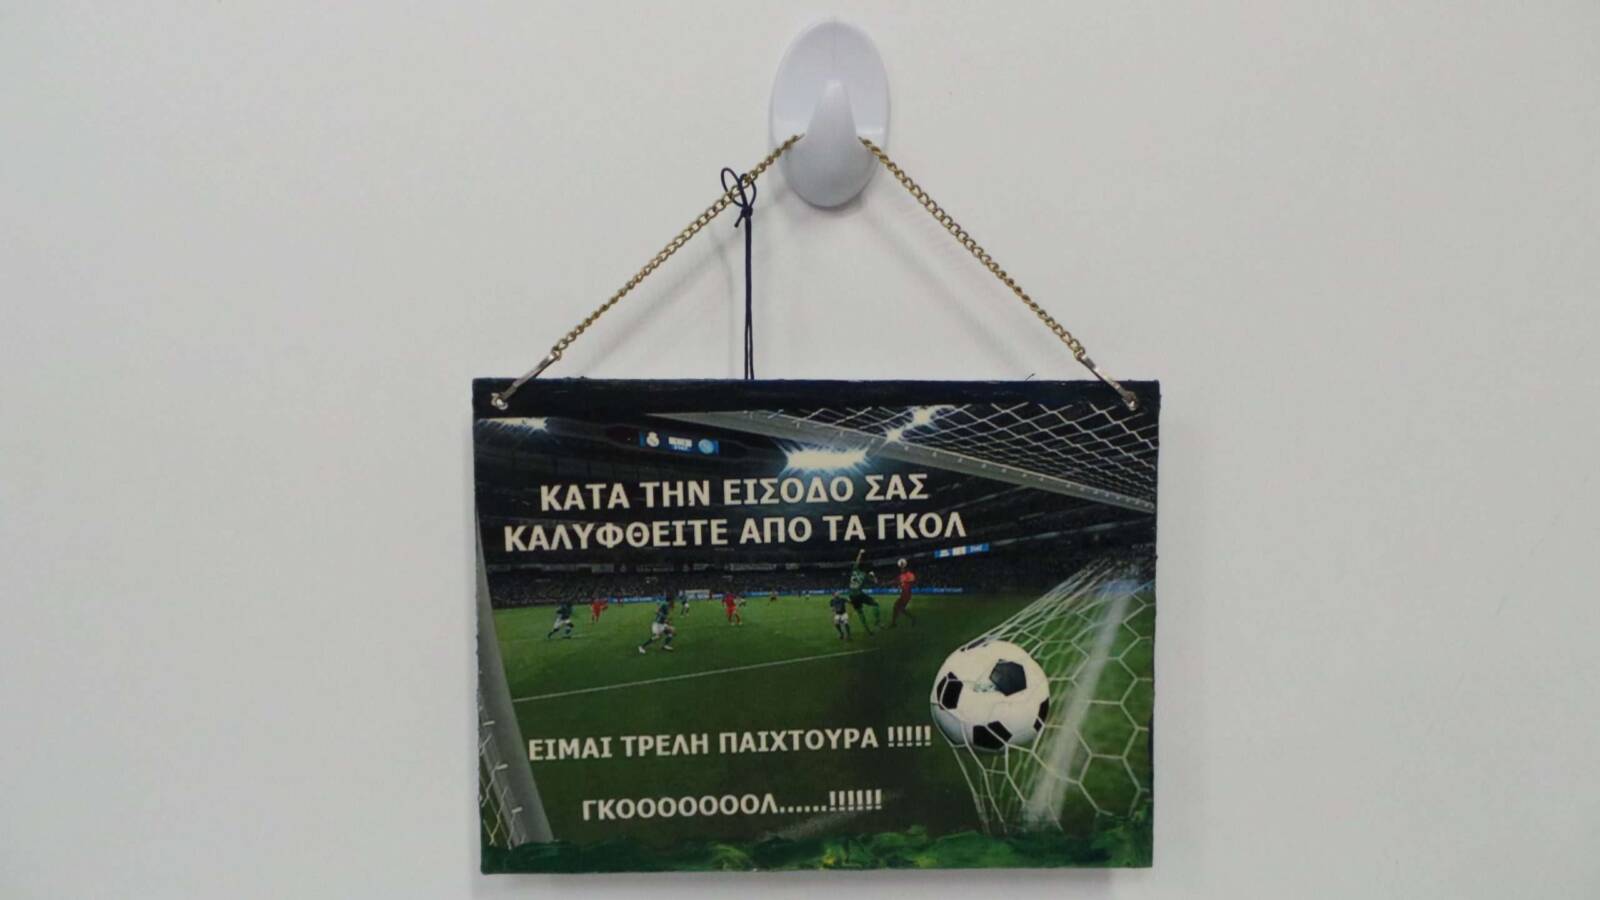 ΚΑΤΑ ΤΗΝ ΕΙΣΟΔΟ ΣΑΣ
ΚΑΛΥΦΘΕΙΤΕ ΑΠΟ ΤΑ ΓΚΟΛ
ΕΙΜΑΙ ΤΡΕΛΗ ΠΑΙΧΤΟΥΡΑ !!!!!
ΓΚΟΟΟΟΟΟΟΛ......!!!!!!